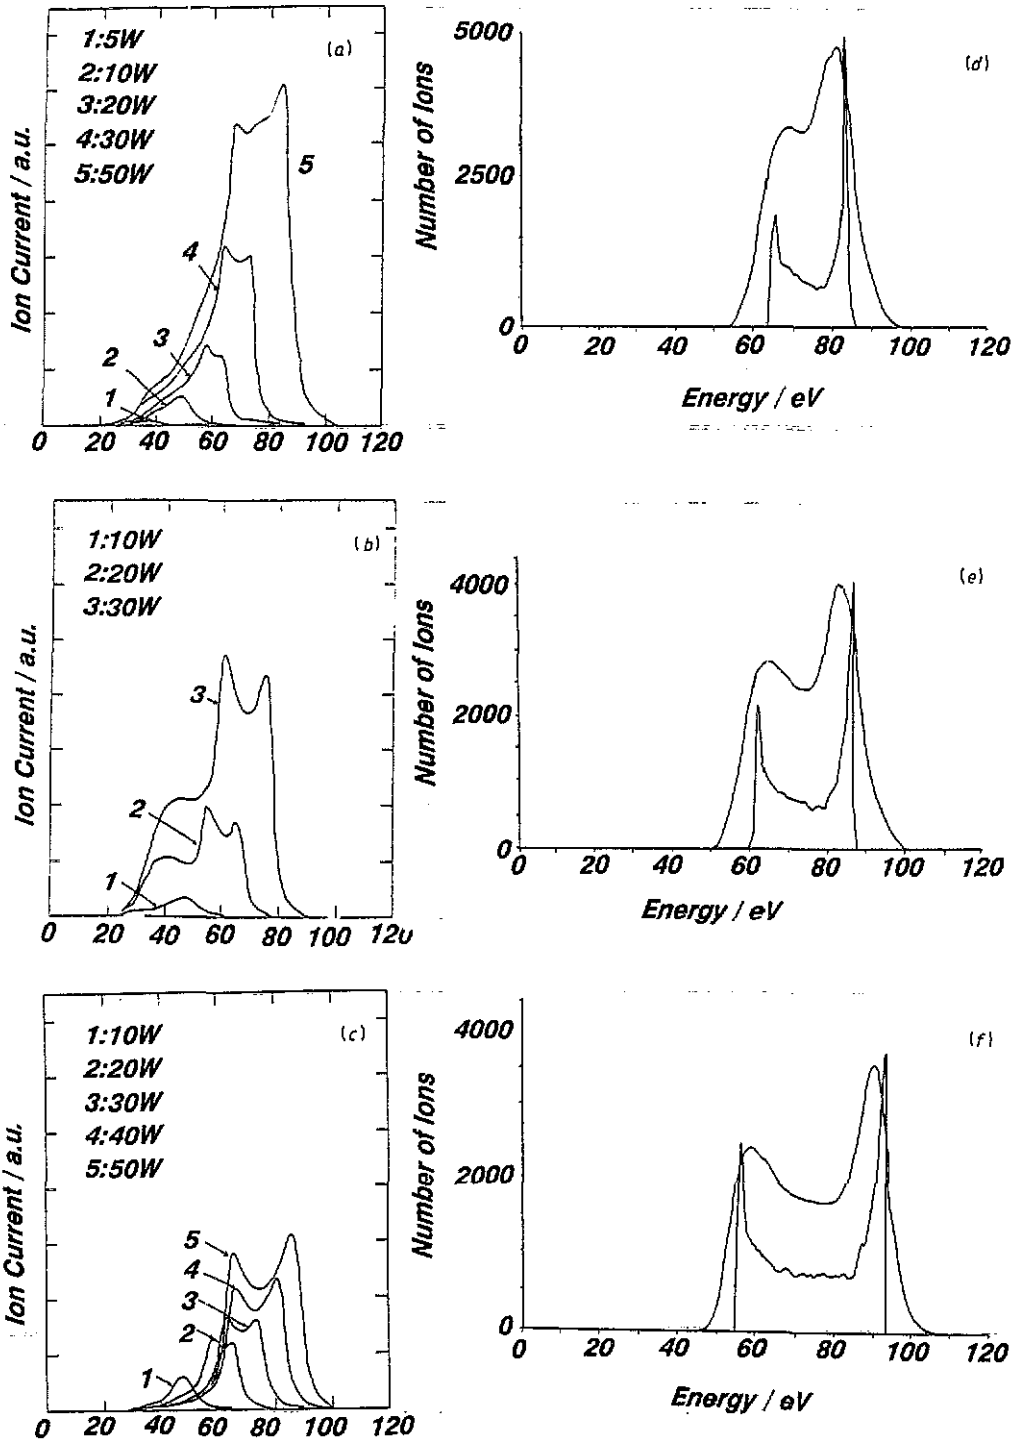 1:5W
2:10W
3:20W
4:30W
5:50W
(a)
Ion Current / a.u.
1
2
3
4
5
0 20 40 60 80 100 120
(d)
Number of Ions
5000
2500
0
0 20 40 60 80 100 120
Energy / eV
1:10W
2:20W
3:30W
(b)
Ion Current / a.u.
1
2
3
0 20 40 60 80 100 120
(e)
Number of Ions
4000
2000
0
0 20 40 60 80 100 120
Energy / eV
1:10W
2:20W
3:30W
4:40W
5:50W
(c)
Ion Current / a.u.
5
4
3
2
1
0 20 40 60 80 100 120
(f)
Number of Ions
4000
2000
0
0 20 40 60 80 100 120
Energy / eV